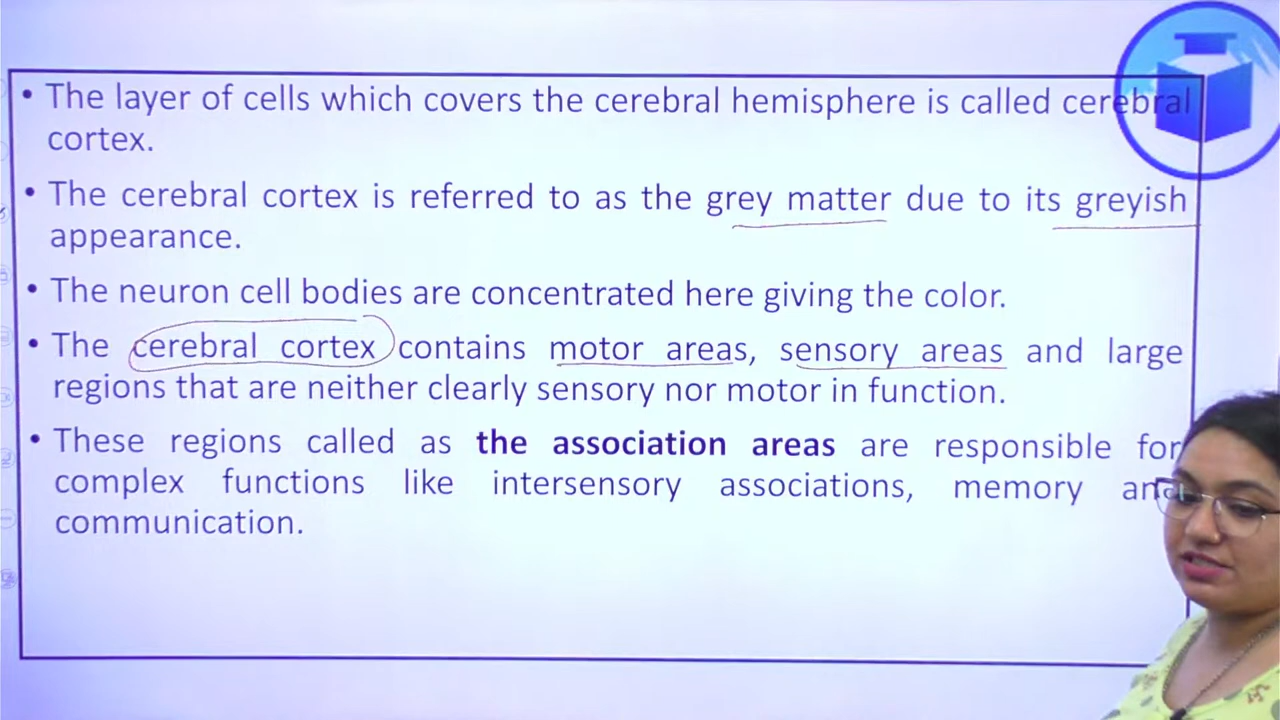 • The layer of cells which covers the cerebral hemisphere is called cerebral
cortex.
• The cerebral cortex is referred to as the grey matter due to its greyish
appearance.
• The neuron cell bodies are concentrated here giving the color.
• The cerebral cortex contains motor areas, sensory areas and large
regions that are neither clearly sensory nor motor in function.
• These regions called as the association areas are responsible for
complex functions like intersensory associations, memory and
communication.